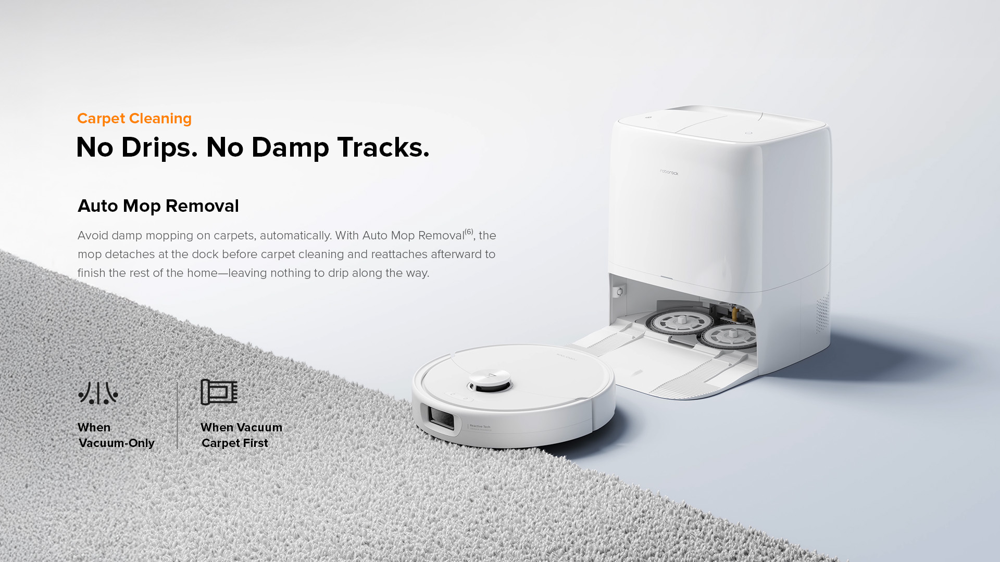 Carpet Cleaning
No Drips. No Damp Tracks.
Auto Mop Removal
Avoid damp mopping on carpets, automatically. With Auto Mop Removal(6), the
mop detaches at the dock before carpet cleaning and reattaches afterward to
finish the rest of the home—leaving nothing to drip along the way.
When
Vacuum-Only
When Vacuum
Carpet First
roborock
roborock
Reactive Tech